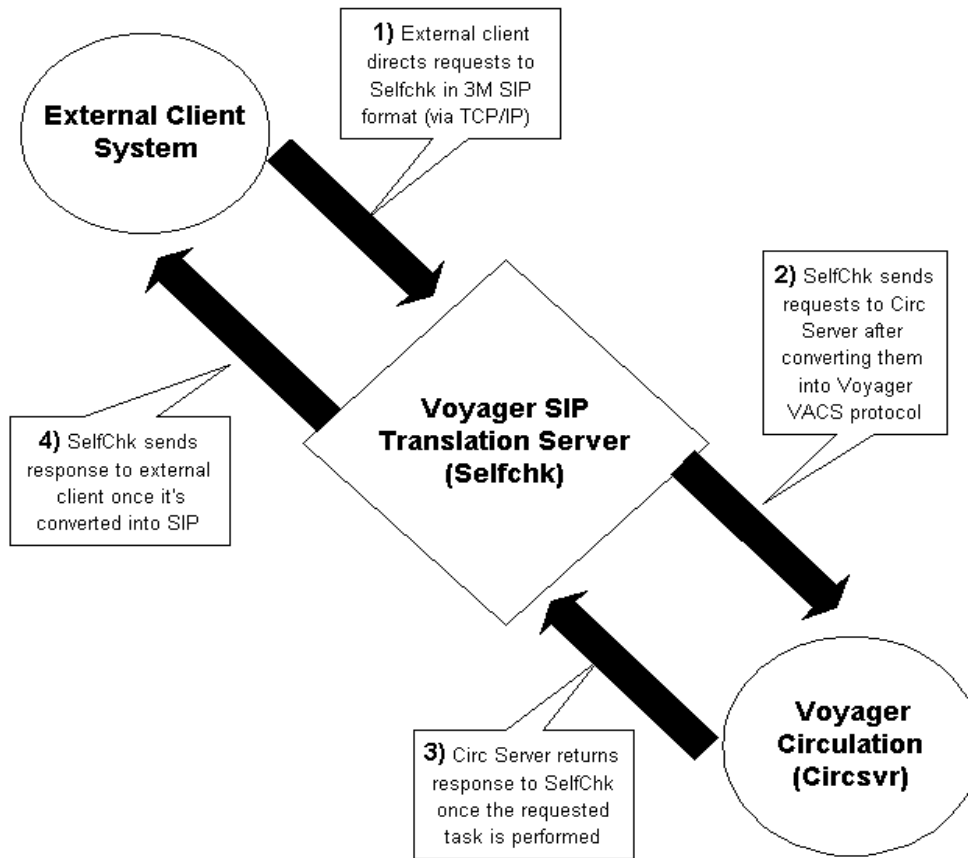 1) External client
directs requests to
Selfchk in 3M SIP
format (via TCP/IP)
External Client
System
2) SelfChk sends
requests to Circ
Server after
converting them
into Voyager
VACS protocol
Voyager SIP
Translation Server
(Selfchk)
4) SelfChk sends
response to external
client once it's
converted into SIP
3) Circ Server returns
response to SelfChk
once the requested
task is performed
Voyager
Circulation
(Circsvr)